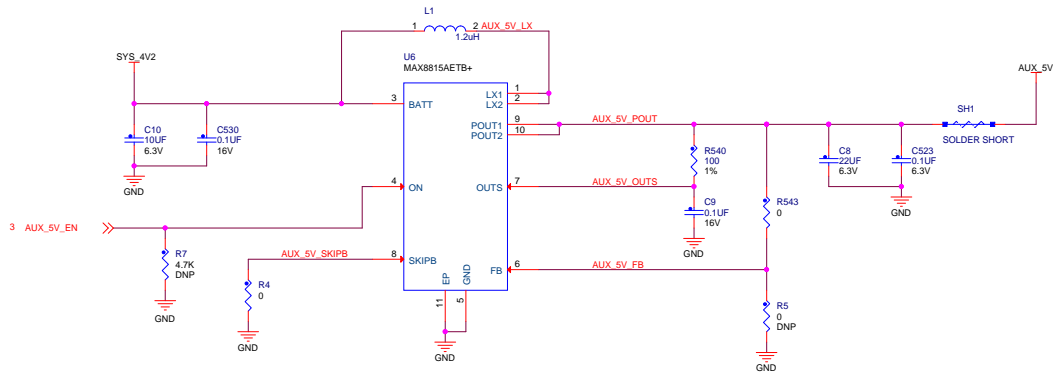 L1
1
2
AUX_5V_LX
1.2uH
SYS_4V2
U6
MAX8815AETB+
AUX_5V
3
BATT
LX1
1
LX2
2
SH1
C10
10UF
6.3V
C530
0.1UF
16V
POUT1
9
AUX_5V_POUT
POUT2
10
SOLDER SHORT
R540
100
1%
C8
22UF
6.3V
C523
0.1UF
6.3V
GND
4
ON
OUTS
7
AUX_5V_OUTS
GND
C9
0.1UF
16V
R543
0
3
AUX_5V_EN
GND
R7
4.7K
DNP
AUX_5V_SKIPB
8
SKIPB
FB
6
AUX_5V_FB
EP
GND
R4
0
R5
0
DNP
GND
11
5
GND
GND
GND